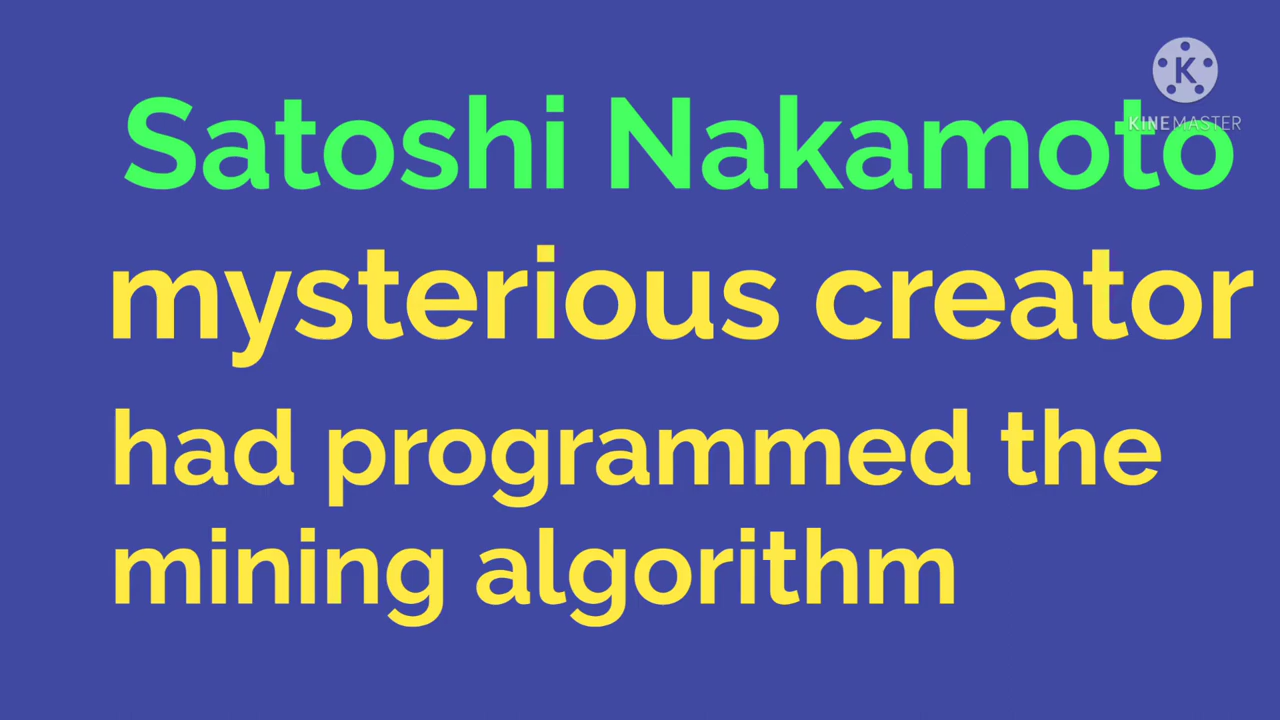 K
KINEMASTER
Satoshi Nakamoto
mysterious creator
had programmed the
mining algorithm